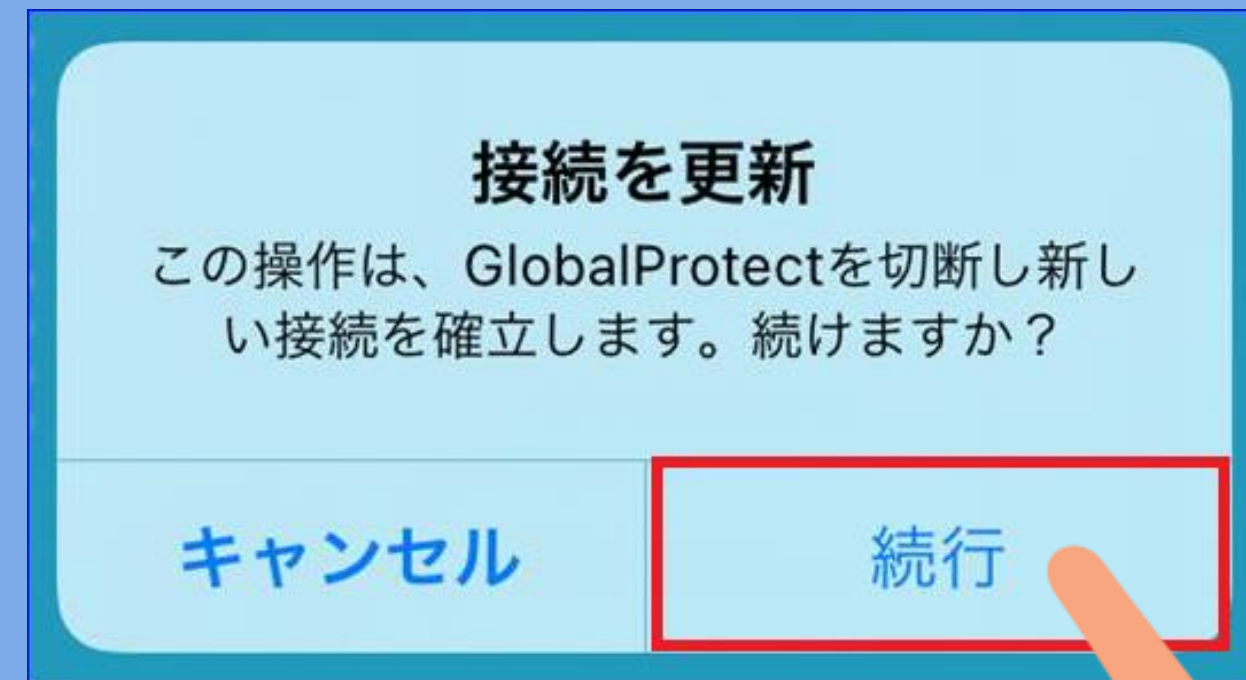 接続を更新
この操作は、GlobalProtectを切断し新し
い接続を確立します。続けますか？
キャンセル
続行